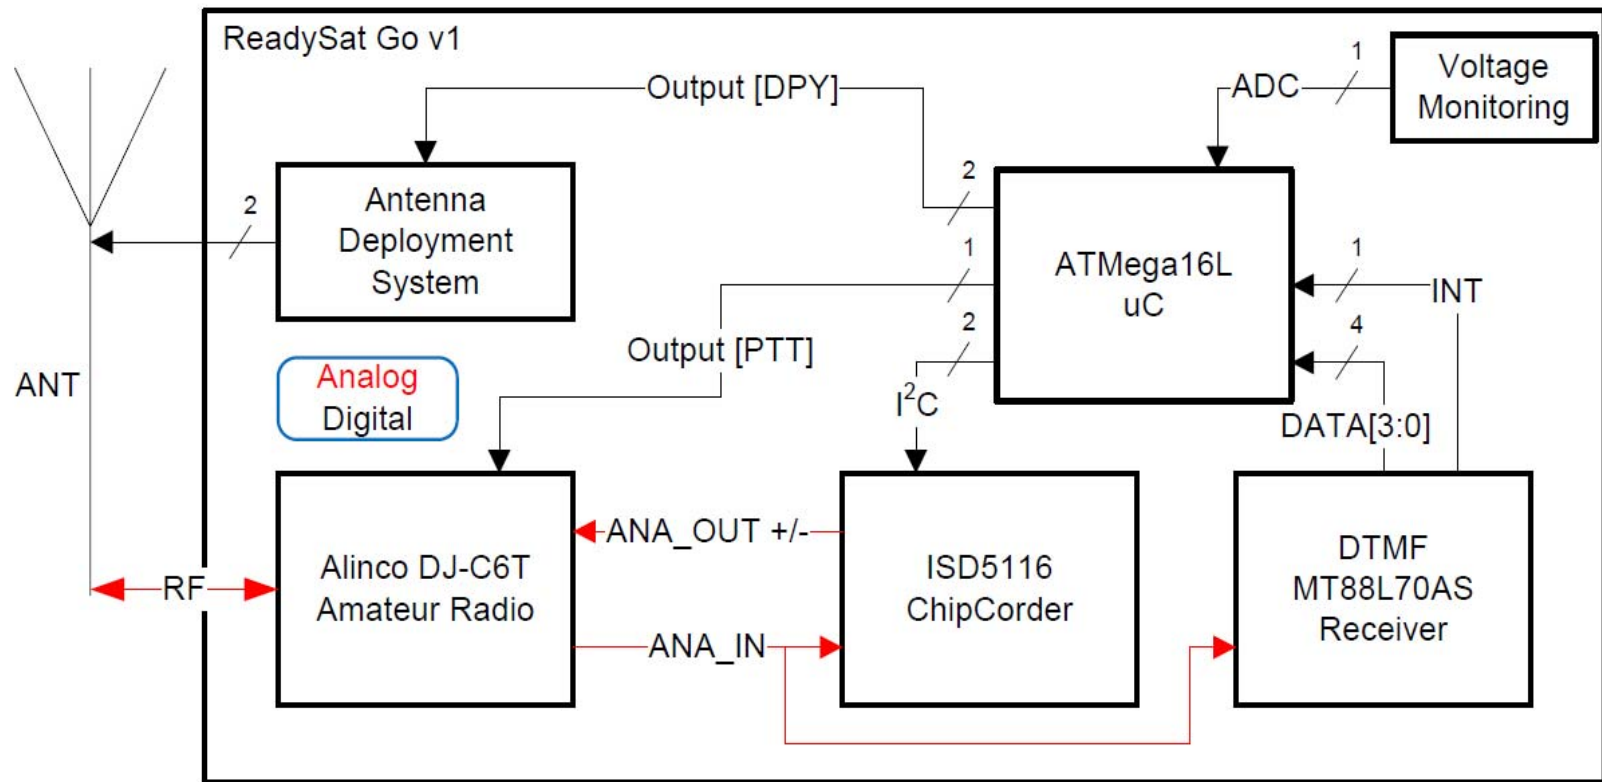 ReadySat Go v1
Output [DPY]
ADC
1
Voltage
Monitoring
2
Antenna
Deployment
System
2
1
2
ATMega16L
uC
1
INT
4
Output [PTT]
ANT
Analog
Digital
I²C
DATA[3:0]
RF
Alinco DJ-C6T
Amateur Radio
ANA_OUT +/-
ANA_IN
ISD5116
ChipCorder
DTMF
MT88L70AS
Receiver